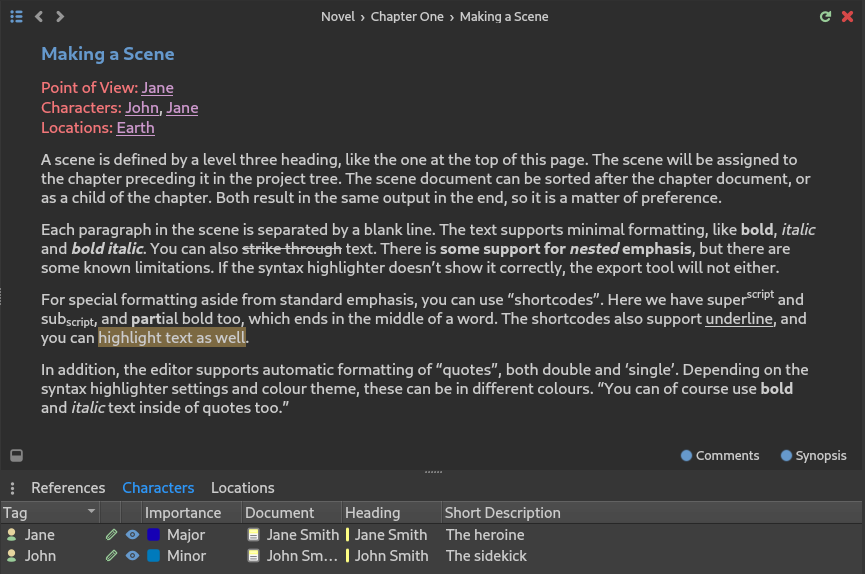 Novel › Chapter One › Making a Scene
Making a Scene
Point of View: Jane
Characters: John, Jane
Locations: Earth
A scene is defined by a level three heading, like the one at the top of this page. The scene will be assigned to
the chapter preceding it in the project tree. The scene document can be sorted after the chapter document, or
as a child of the chapter. Both result in the same output in the end, so it is a matter of preference.
Each paragraph in the scene is separated by a blank line. The text supports minimal formatting, like bold, italic
and bold italic. You can also strike through text. There is some support for nested emphasis, but there are
some known limitations. If the syntax highlighter doesn’t show it correctly, the export tool will not either.
For special formatting aside from standard emphasis, you can use “shortcodes”. Here we have superscript and
subscript, and partial bold too, which ends in the middle of a word. The shortcodes also support underline, and
you can highlight text as well.
In addition, the editor supports automatic formatting of “quotes”, both double and ‘single’. Depending on the
syntax highlighter settings and colour theme, these can be in different colours. “You can of course use bold
and italic text inside of quotes too.”
Comments Synopsis
References Characters Locations
Tag Importance Document Heading Short Description
Jane Major Jane Smith Jane Smith The heroine
John Minor John Sm... John Smith The sidekick